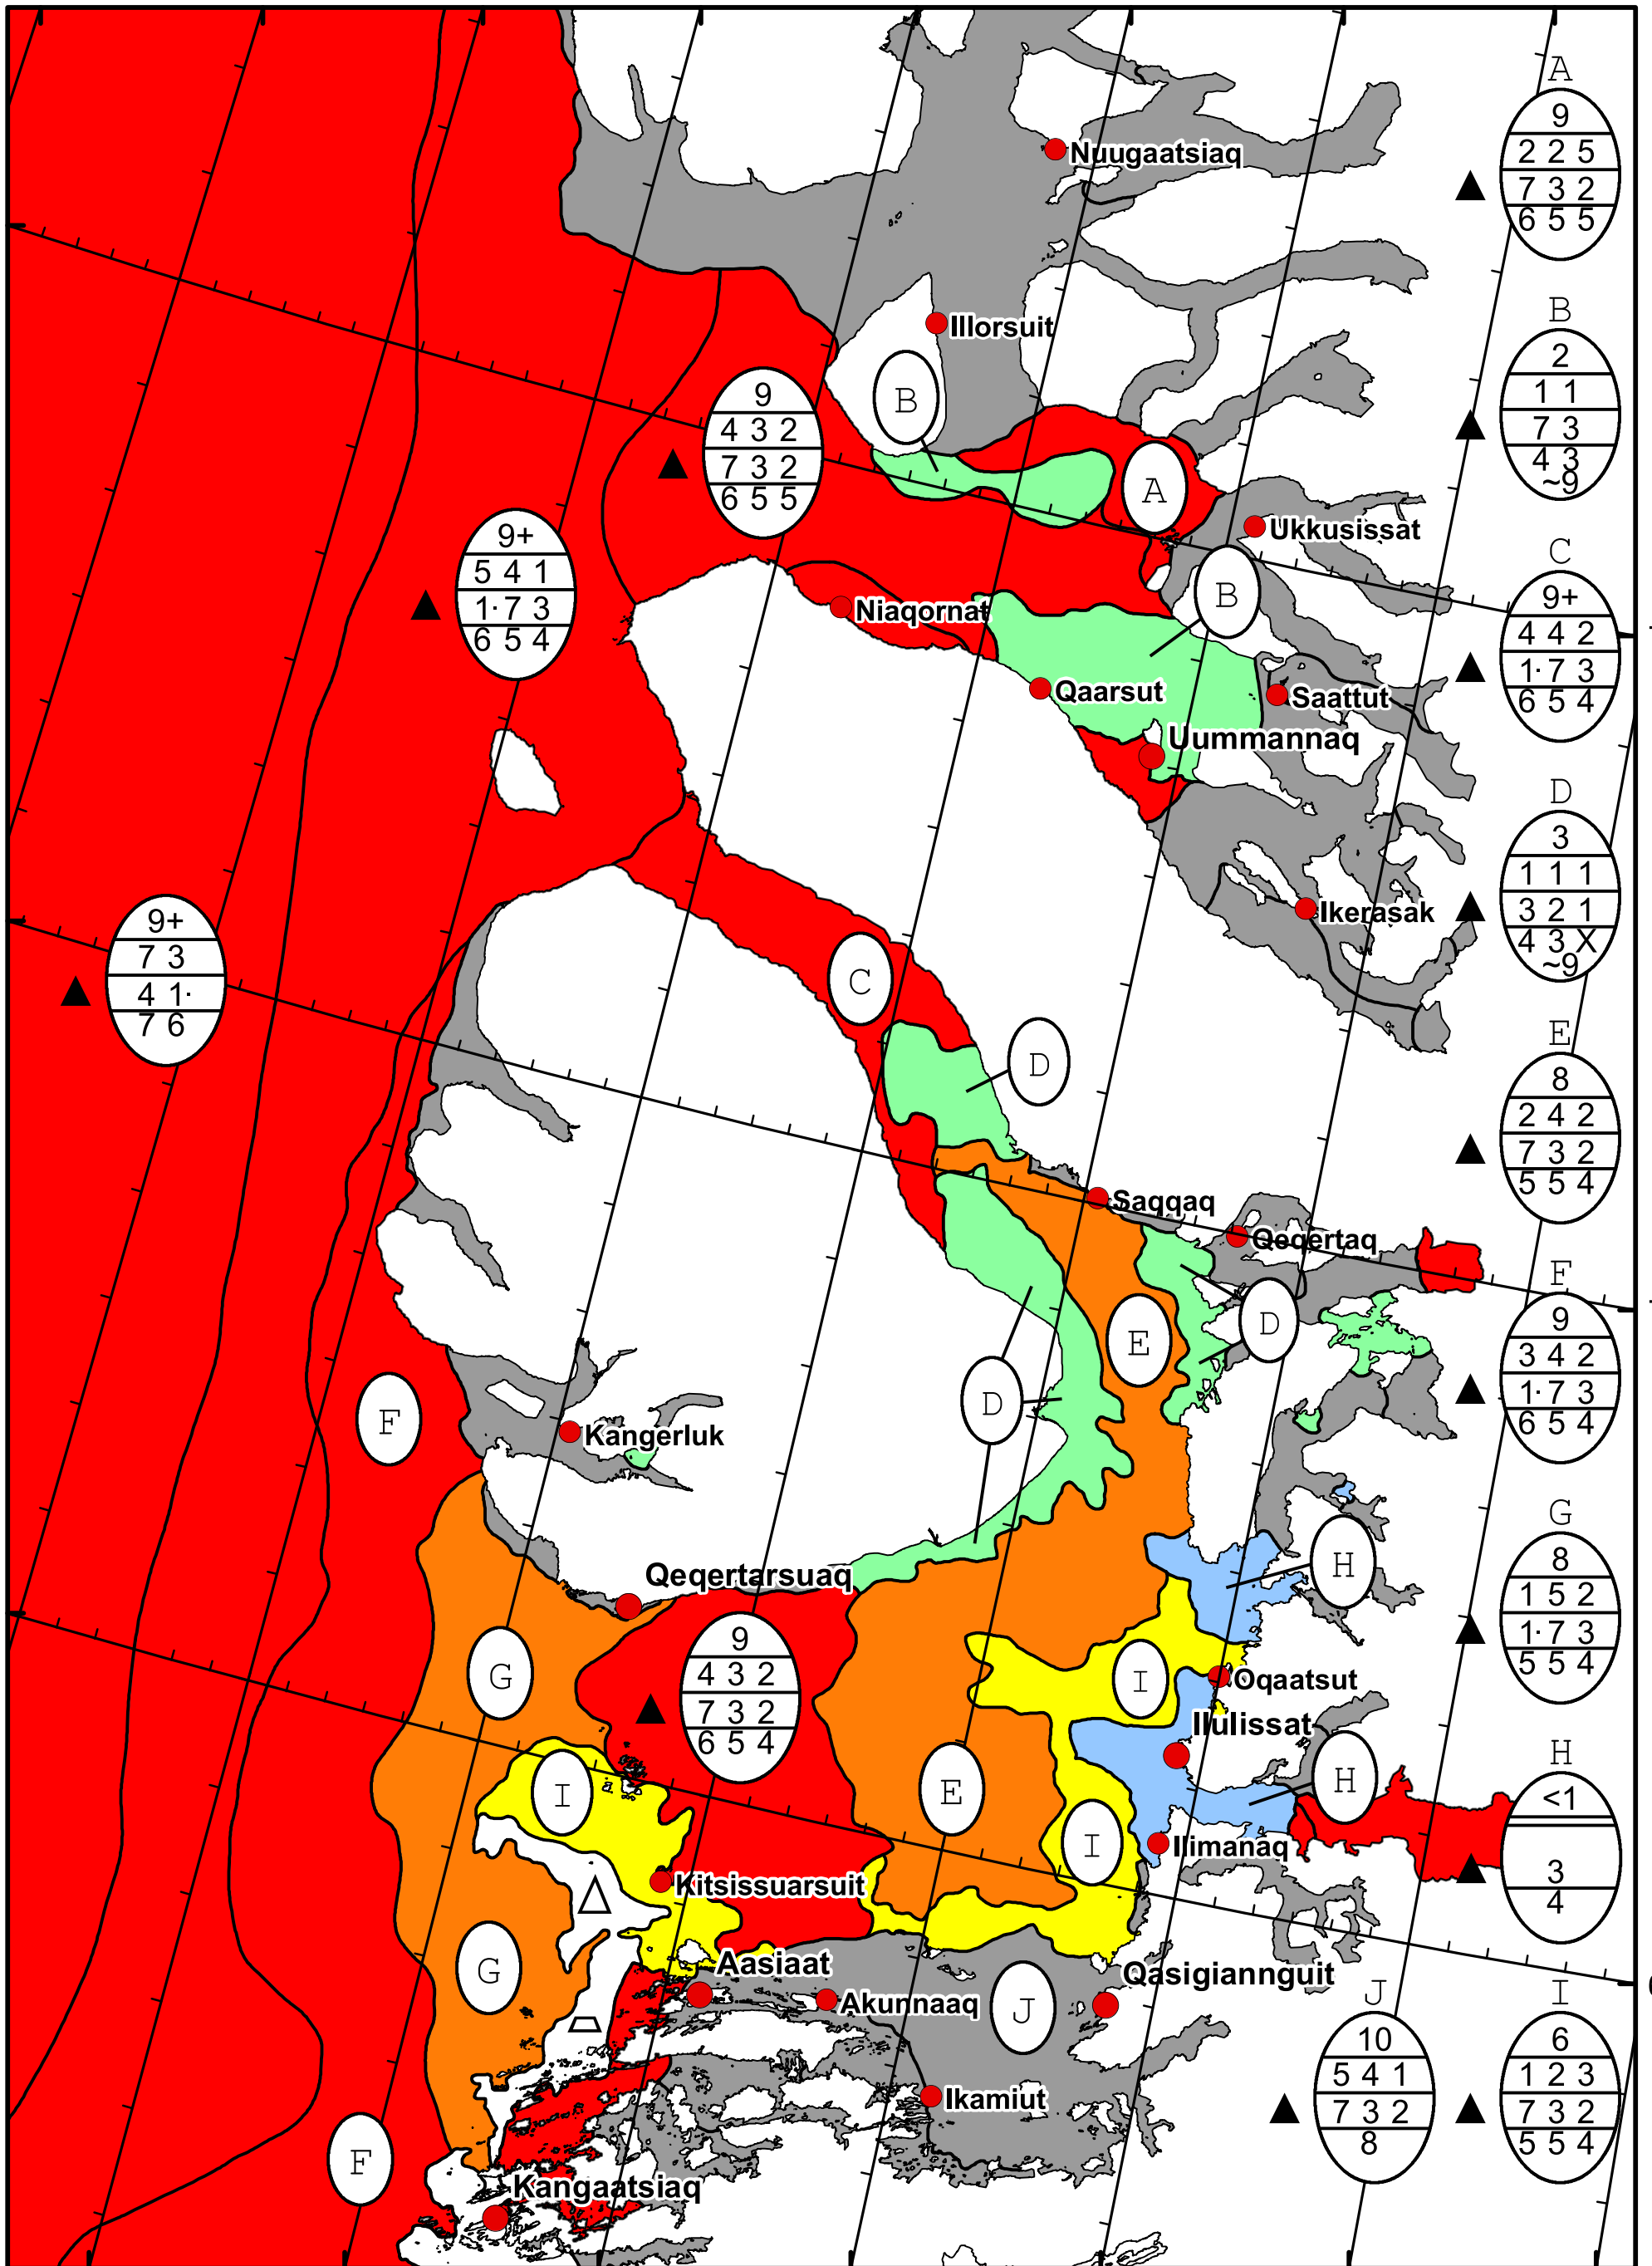 A
9
2 2 5
7 3 2
6 5 5
Nuugaatsiaq
Illorsuit
B
2
1 1
7 3
4 3
~9
B
9
4 3 2
7 3 2
6 5 5
A
Ukkusissat
9+
5 4 1
1· 7 3
6 5 4
C
9+
4 4 2
1· 7 3
6 5 4
B
Niaqornat
Qaarsut
Saattut
Uummannaq
D
3
1 1 1
3 2 1
4 3 X
~9
Ikerasak
9+
7 3
4 1·
7 6
C
D
E
8
2 4 2
7 3 2
5 5 4
Saqqaq
Qeqertaq
F
9
3 4 2
1· 7 3
6 5 4
D
E
D
F
Kangerluk
G
8
1 5 2
1· 7 3
5 5 4
H
Qeqertarsuaq
9
4 3 2
7 3 2
6 5 4
G
I
Oqaatsut
Ilulissat
H
<1
3
4
I
E
H
I
Ilimanaq
Kitsissuarsuit
G
Aasiaat
Akunnaaq
J
Qasigiannguit
J
10
5 4 1
7 3 2
8
I
6
1 2 3
7 3 2
5 5 4
Ikamiut
F
Kangaatsiaq